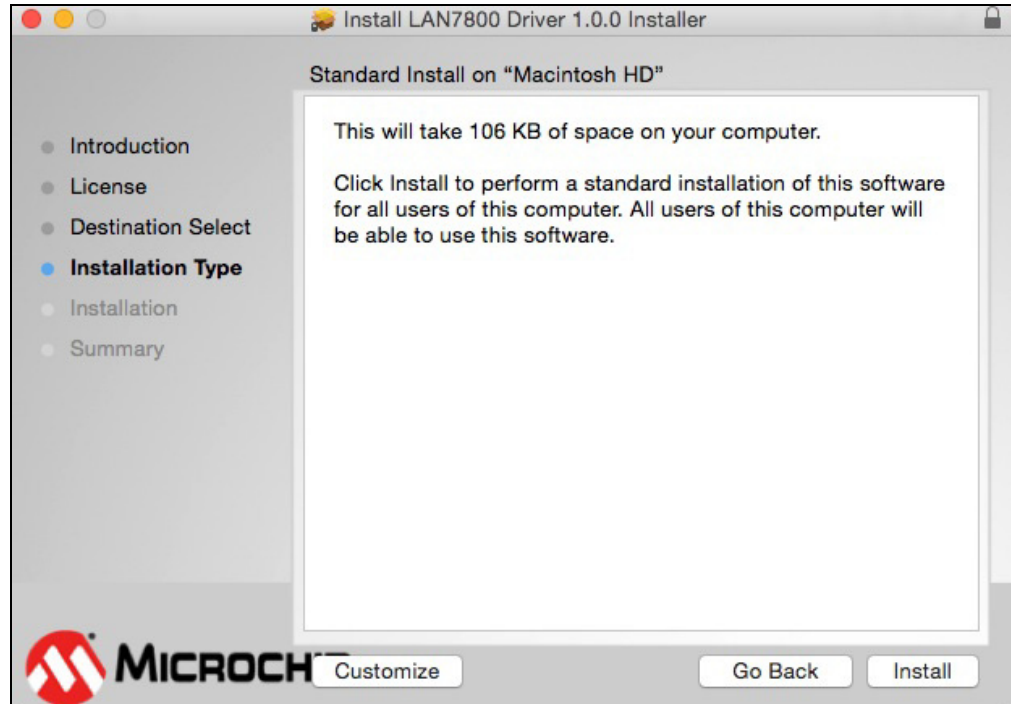 Install LAN7800 Driver 1.0.0 Installer
Standard Install on “Macintosh HD”
Introduction
License
Destination Select
Installation Type
Installation
Summary
This will take 106 KB of space on your computer.
Click Install to perform a standard installation of this software
for all users of this computer. All users of this computer will
be able to use this software.
Customize
Go Back
Install